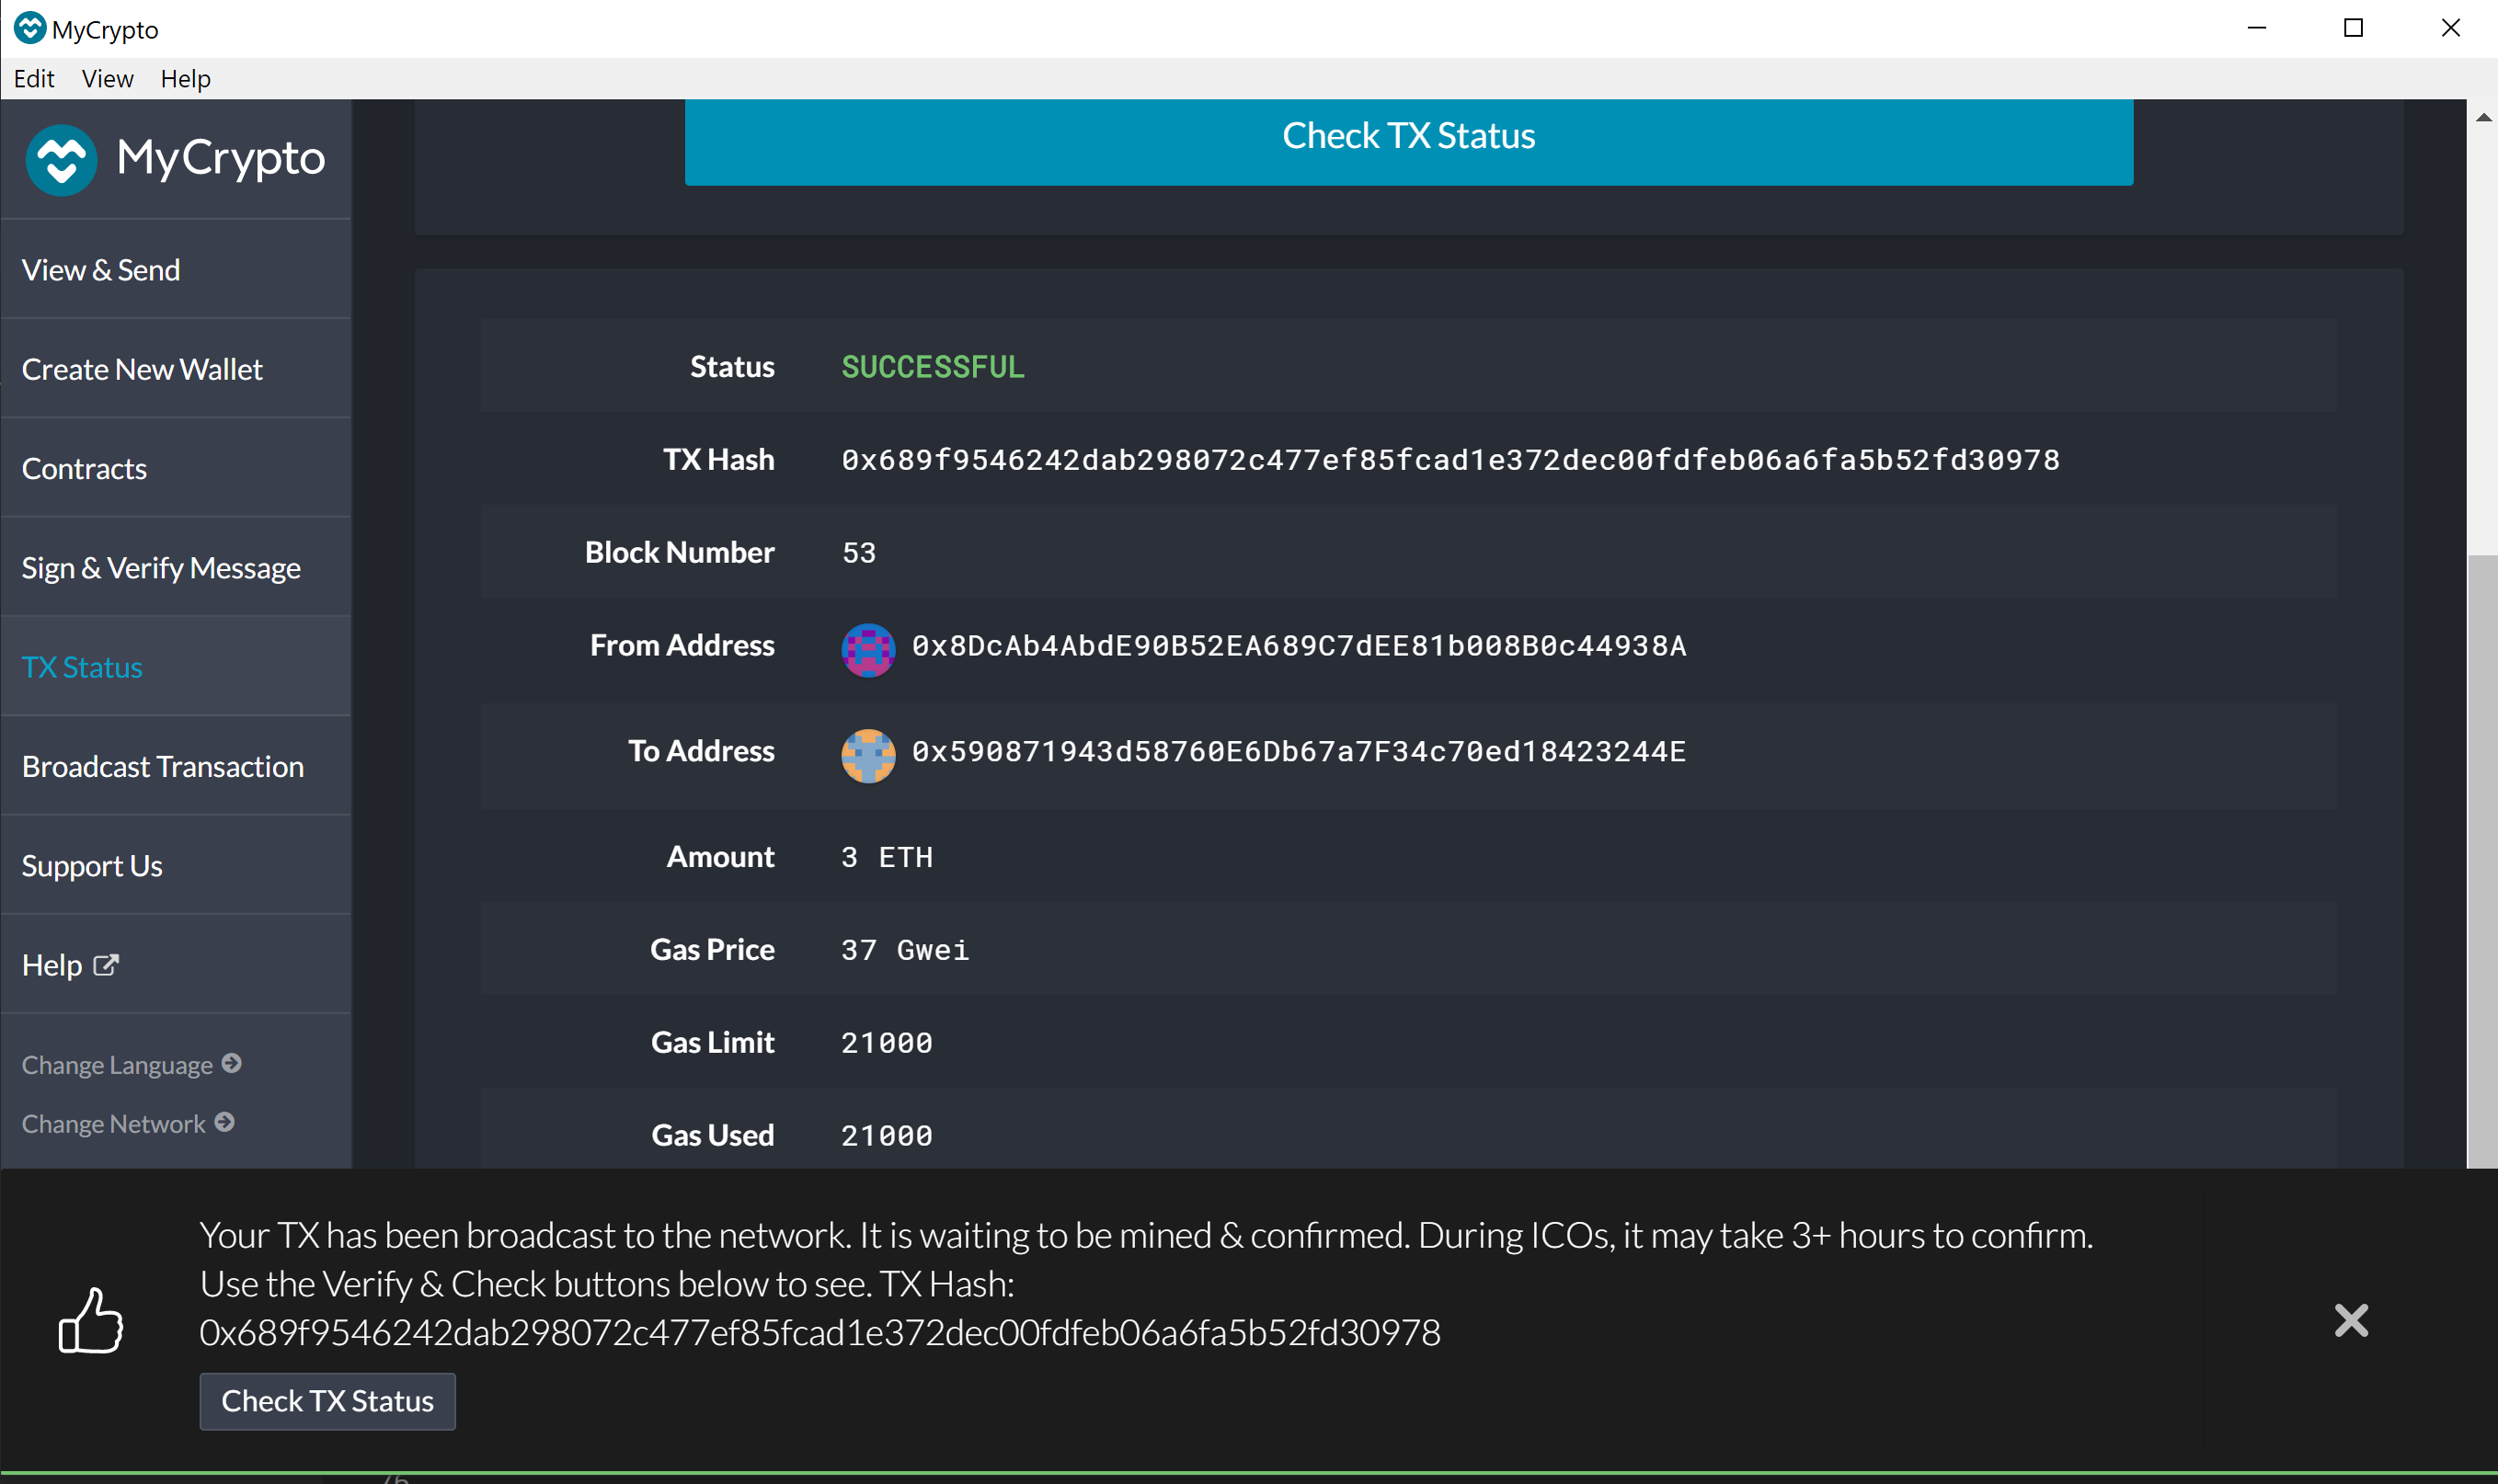 MyCrypto
Edit View Help
MyCrypto
Check TX Status
View & Send
Create New Wallet
Contracts
Sign & Verify Message
TX Status
Broadcast Transaction
Support Us
Help
Change Language
Change Network
Status SUCCESSFUL
TX Hash 0x689f9546242dab298072c477ef85fcad1e372dec00fdfeb06a6fa5b52fd30978
Block Number 53
From Address 0x8DcAb4AbdE90B52EA689C7dEE81b008B0c44938A
To Address 0x590871943d58760E6Db67a7F34c70ed18423244E
Amount 3 ETH
Gas Price 37 Gwei
Gas Limit 21000
Gas Used 21000
Your TX has been broadcast to the network. It is waiting to be mined & confirmed. During ICOs, it may take 3+ hours to confirm.
Use the Verify & Check buttons below to see. TX Hash:
0x689f9546242dab298072c477ef85fcad1e372dec00fdfeb06a6fa5b52fd30978
Check TX Status